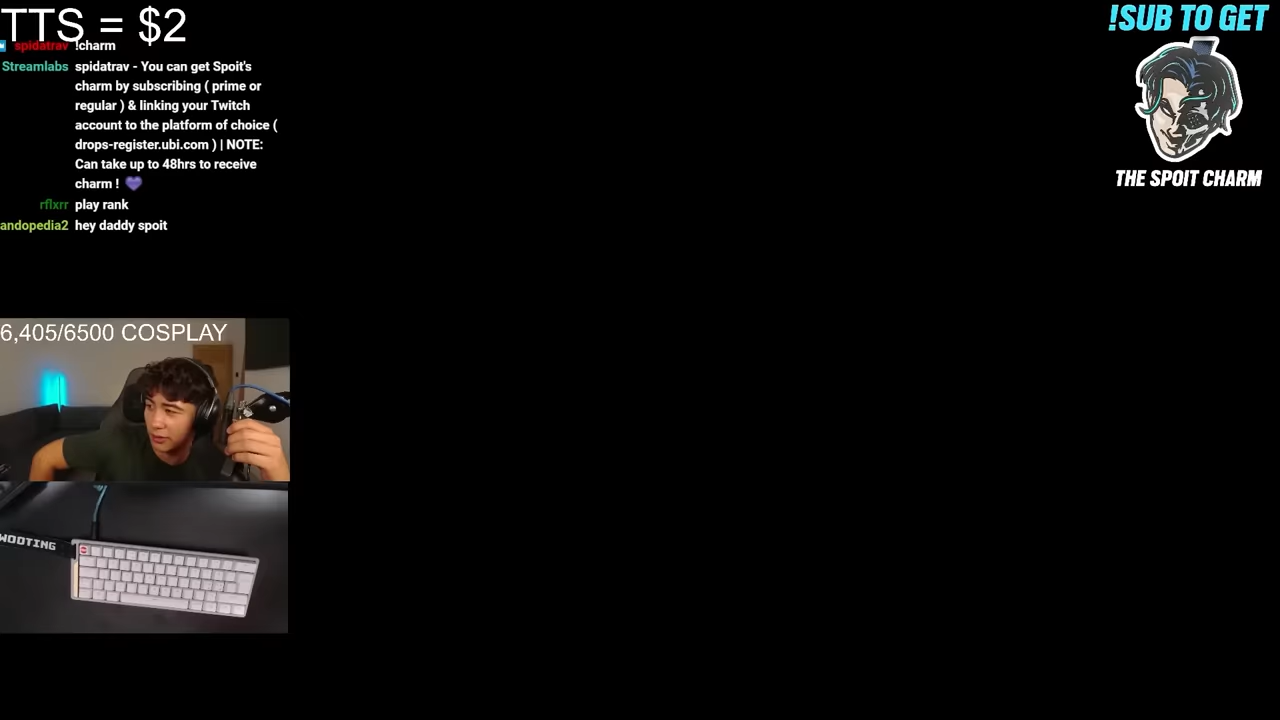 TTS = $2
spidatrav !charm
Streamlabs spidatrav - You can get Spoit's
charm by subscribing ( prime or
regular ) & linking your Twitch
account to the platform of choice (
drops-register.ubi.com ) | NOTE:
Can take up to 48hrs to receive
charm ! 💜
rflxrr play rank
andopedia2 hey daddy spoit
!SUB TO GET
THE SPOIT CHARM
6,405/6500 COSPLAY
WOOTING